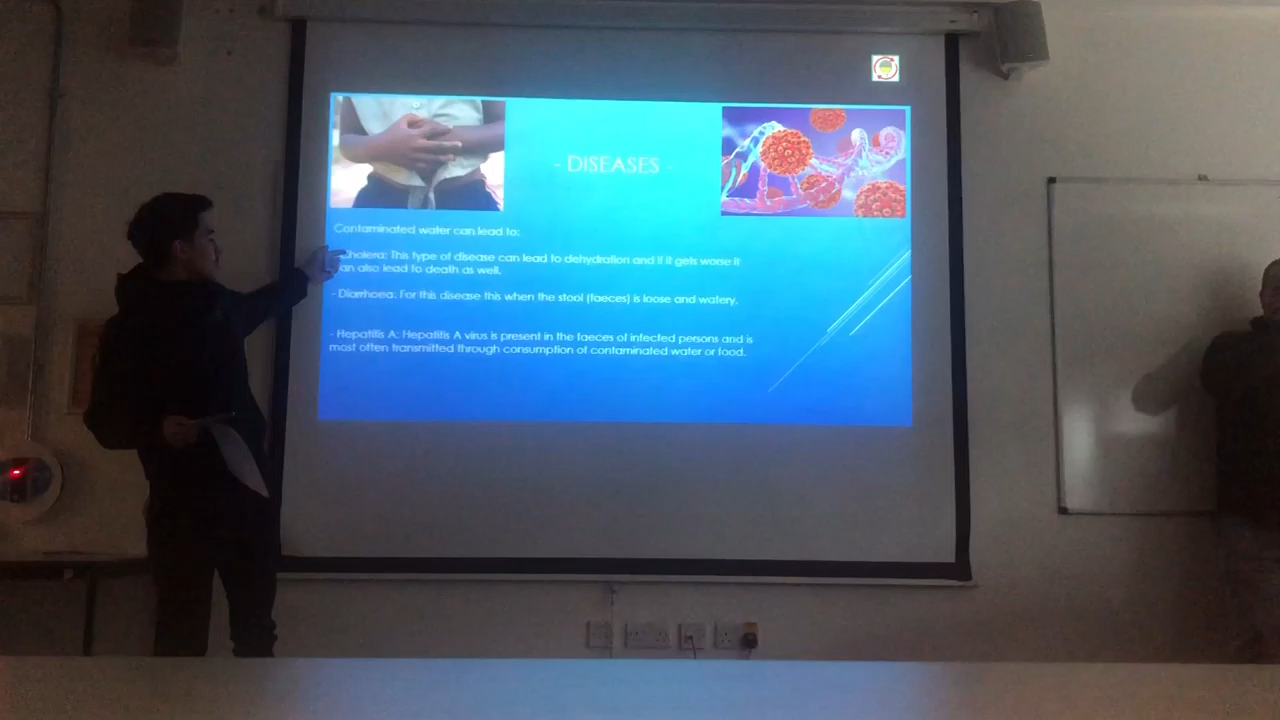 - DISEASES -
Contaminated water can lead to:
Cholera: This type of disease can lead to dehydration and if it gets worse it
can also lead to death as well.
- Diarrhoea: For this disease this when the stool (faeces) is loose and watery.
- Hepatitis A: Hepatitis A virus is present in the faeces of infected persons and is
most often transmitted through consumption of contaminated water or food.